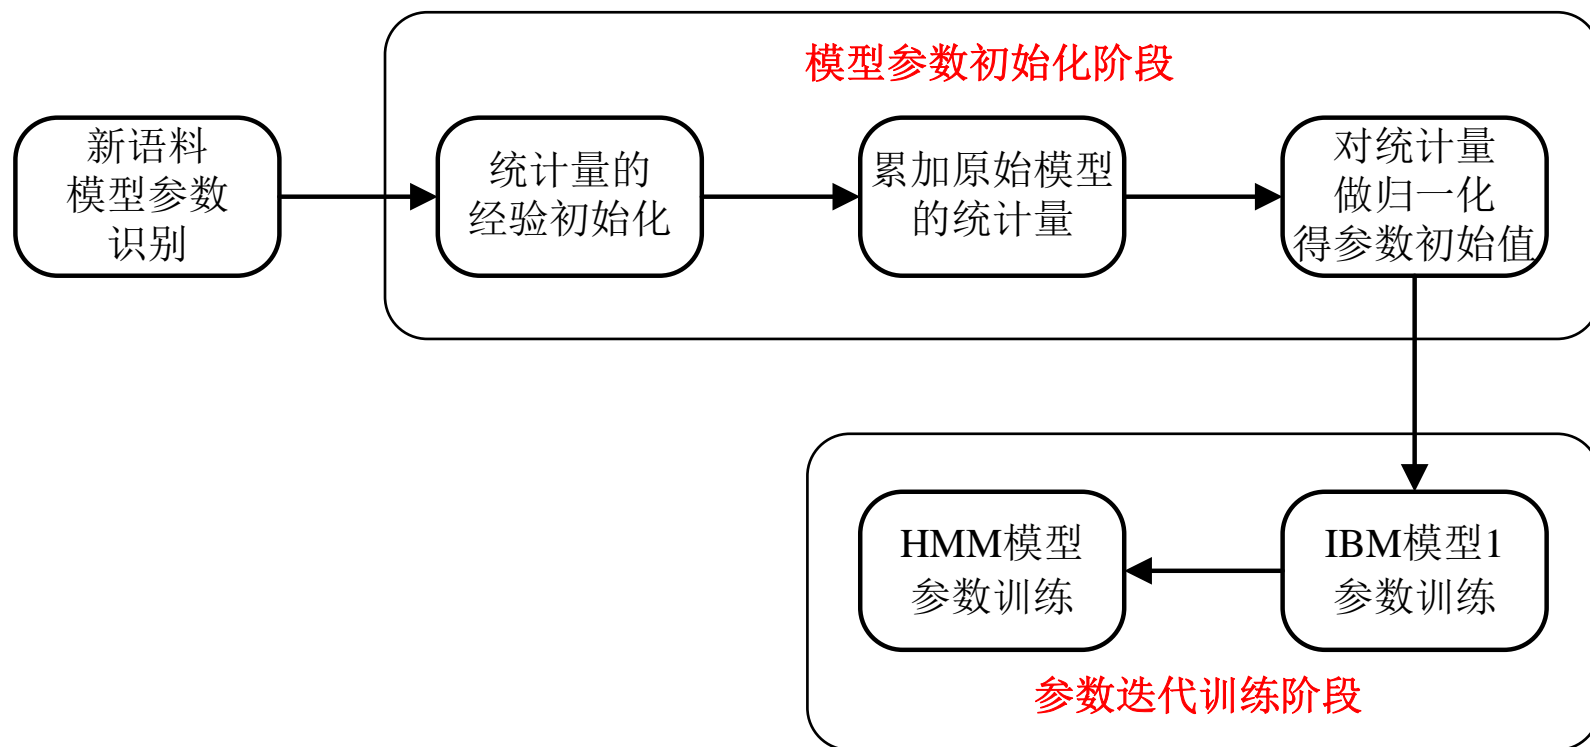 模型参数初始化阶段
新语料
模型参数
识别
统计量的
经验初始化
累加原始模型
的统计量
对统计量
做归一化
得参数初始值
HMM模型
参数训练
IBM模型1
参数训练
参数迭代训练阶段